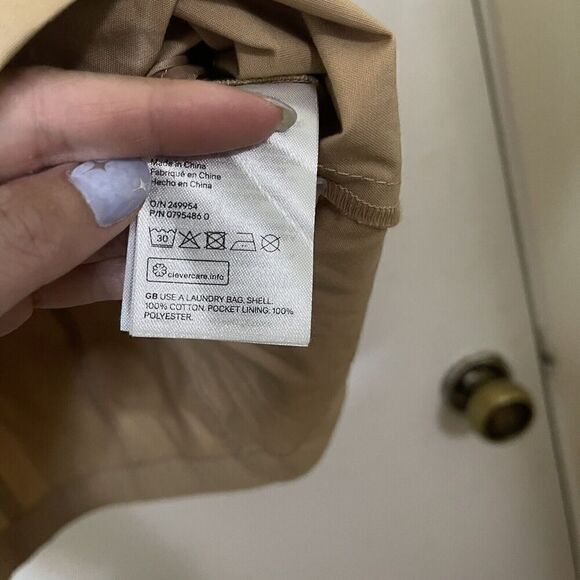 Made in China
Fabriqué en Chine
Hecho en China
O/N 249954
P/N 0795486 0
30
clevercare.info
GB USE A LAUNDRY BAG. SHELL:
100% COTTON. POCKET LINING: 100%
POLYESTER.